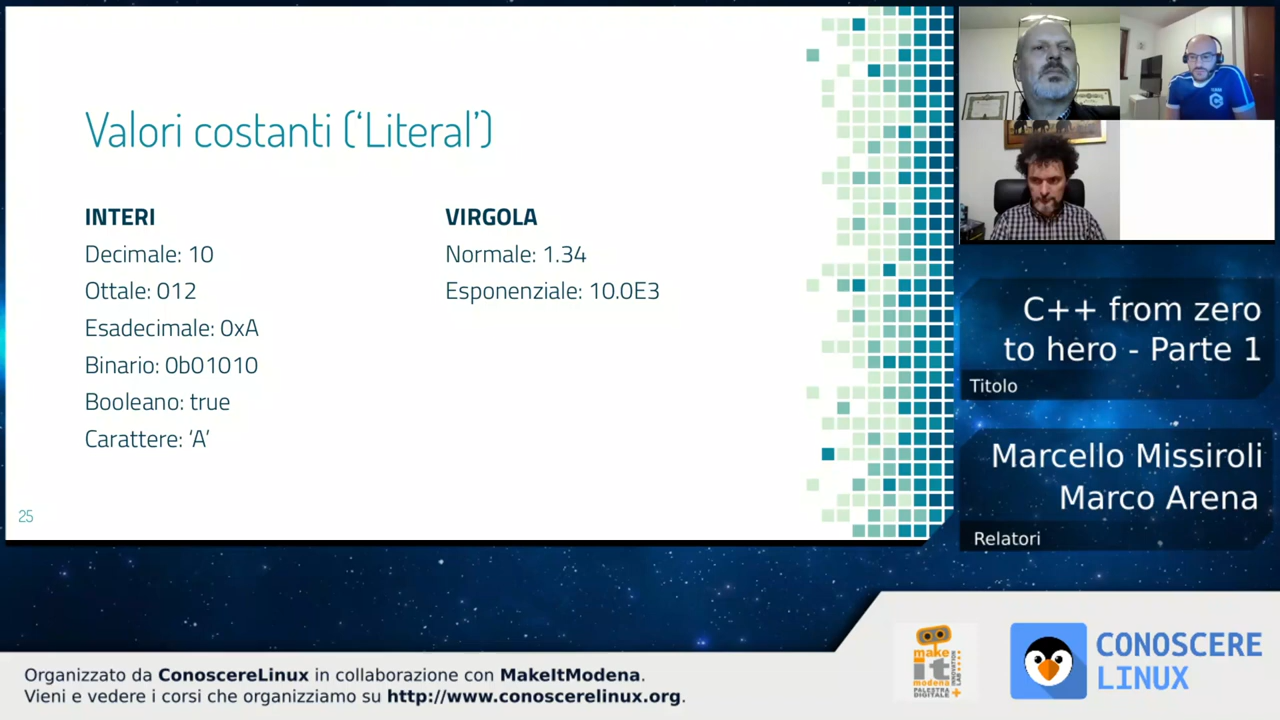 Valori costanti (‘Literal’)
INTERI
Decimale: 10
Ottale: 012
Esadecimale: 0xA
Binario: 0b01010
Booleano: true
Carattere: ‘A’
VIRGOLA
Normale: 1.34
Esponenziale: 10.0E3
25
C++ from zero
to hero - Parte 1
Titolo
Marcello Missiroli
Marco Arena
Relatori
Organizzato da ConoscereLinux in collaborazione con MakeItModena.
Vieni e vedere i corsi che organizziamo su http://www.conoscerelinux.org.
make
it
modena
PALESTRA
DIGITALE
INNOVATION
LAB
CONOSCERE
LINUX